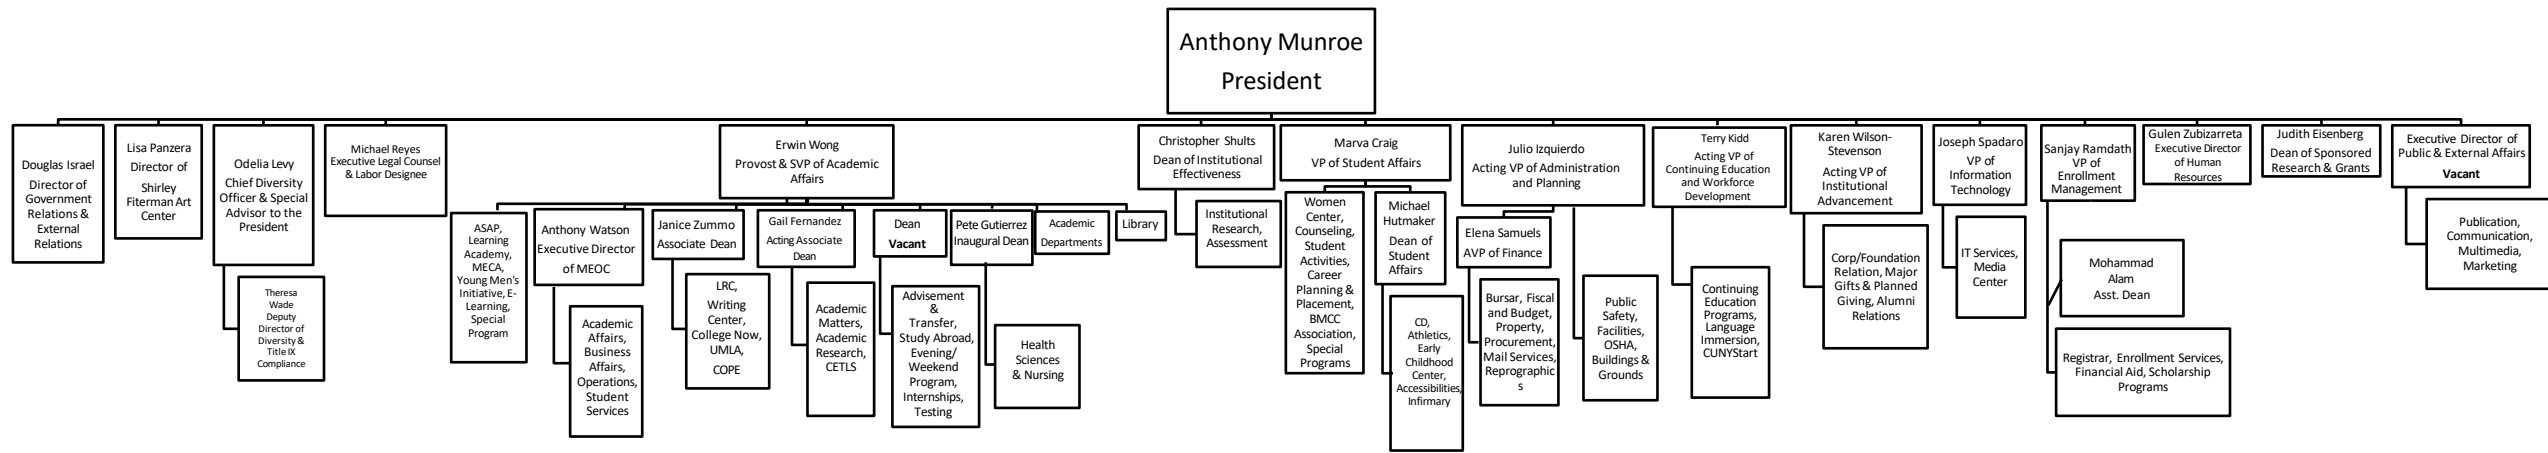 Anthony Munroe
President
Douglas Israel
Director of
Government
Relations &
External
Relations
Lisa Panzera
Director of
Shirley
Fiterman Art
Center
Odelia Levy
Chief Diversity
Officer & Special
Advisor to the
President
Theresa
Wade
Deputy
Director of
Diversity &
Title IX
Compliance
Michael Reyes
Executive Legal Counsel
& Labor Designee
Erwin Wong
Provost & SVP of Academic
Affairs
ASAP,
Learning
Academy,
MECA,
Young Men's
Initiative, E-
Learning,
Special
Program
Anthony Watson
Executive Director
of MEOC
Academic
Affairs,
Business
Affairs,
Operations,
Student
Services
Janice Zummo
Associate Dean
LRC,
Writing
Center,
College Now,
UMLA,
COPE
Gail Fernandez
Acting Associate
Dean
Academic
Matters,
Academic
Research,
CETLS
Dean
Vacant
Advisement
&
Transfer,
Study Abroad,
Evening/
Weekend
Program,
Internships,
Testing
Pete Gutierrez
Inaugural Dean
Health
Sciences
& Nursing
Academic
Departments
Library
Christopher Shults
Dean of Institutional
Effectiveness
Institutional
Research,
Assessment
Marva Craig
VP of Student Affairs
Women
Center,
Counseling,
Student
Activities,
Career
Planning &
Placement,
BMCC
Association,
Special
Programs
Michael
Hutmaker
Dean of
Student
Affairs
CD,
Athletics,
Early
Childhood
Center,
Accessibilities,
Infirmary
Julio Izquierdo
Acting VP of Administration
and Planning
Elena Samuels
AVP of Finance
Bursar, Fiscal
and Budget,
Property,
Procurement,
Mail Services,
Reprographic
s
Public
Safety,
Facilities,
OSHA,
Buildings &
Grounds
Terry Kidd
Acting VP of
Continuing Education
and Workforce
Development
Continuing
Education
Programs,
Language
Immersion,
CUNYStart
Karen Wilson-
Stevenson
Acting VP of
Institutional
Advancement
Corp/Foundation
Relation, Major
Gifts & Planned
Giving, Alumni
Relations
Joseph Spadaro
VP of
Information
Technology
IT Services,
Media
Center
Sanjay Ramdath
VP of
Enrollment
Management
Mohammad
Alam
Asst. Dean
Registrar, Enrollment Services,
Financial Aid, Scholarship
Programs
Gulen Zubizarreta
Executive Director
of Human
Resources
Judith Eisenberg
Dean of Sponsored
Research & Grants
Executive Director of
Public & External Affairs
Vacant
Publication,
Communication,
Multimedia,
Marketing